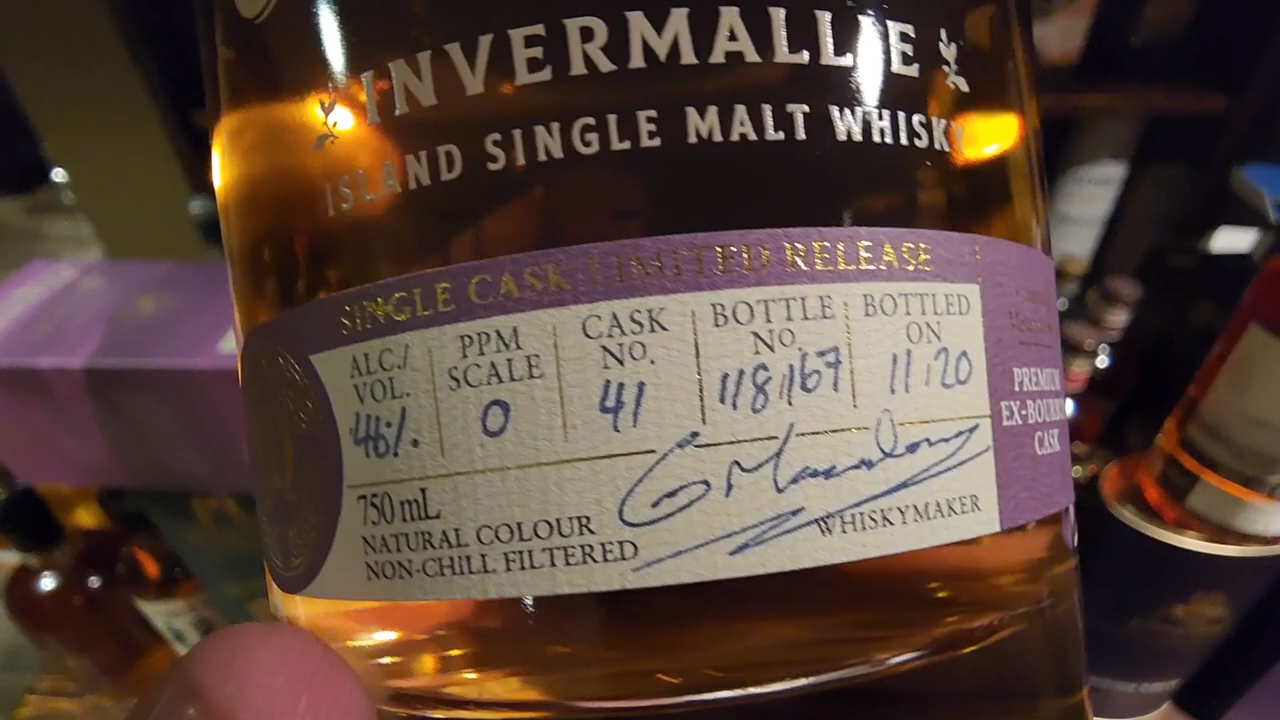 INVERMALLIE
ISLAND SINGLE MALT WHISKY
SINGLE CASK LIMITED RELEASE
ALC./VOL. PPM SCALE CASK NO. BOTTLE NO. BOTTLED ON
46%. 0 41 118/167 11.20
750 mL
NATURAL COLOUR
NON-CHILL FILTERED
WHISKYMAKER
PREMIUM
EX-BOURBON
CASK